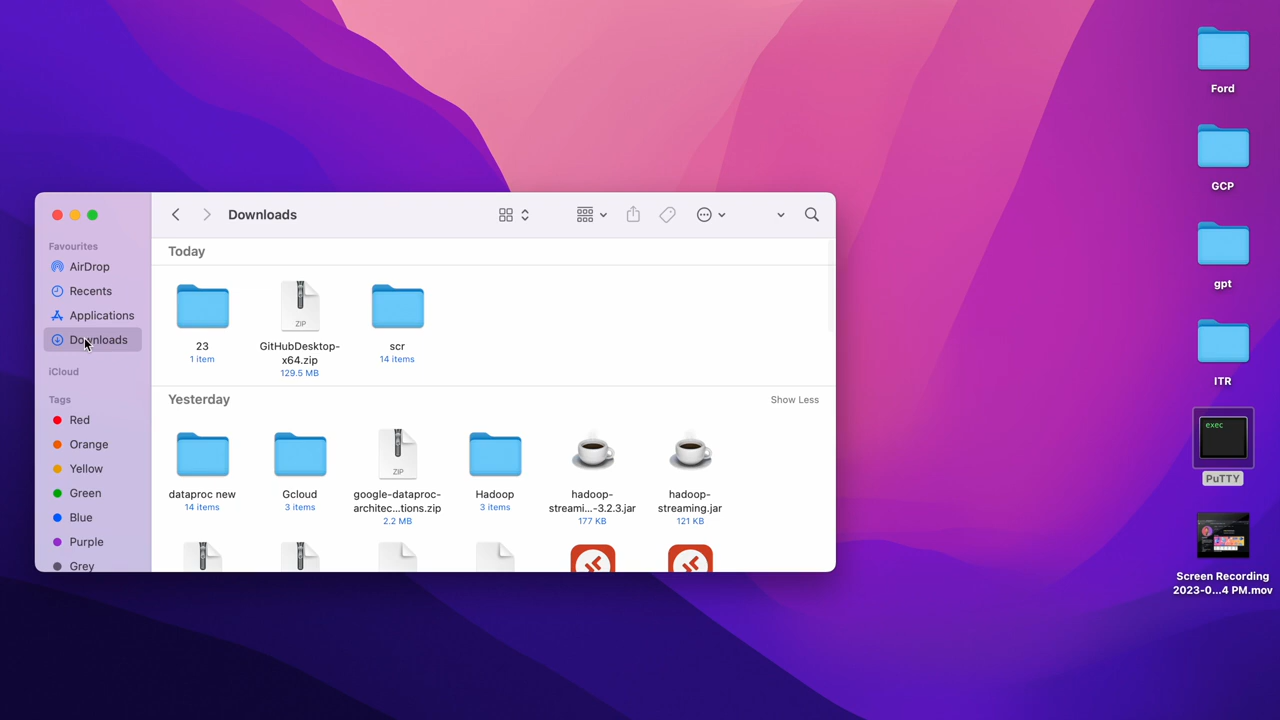 Downloads
Favourites
AirDrop
Recents
Applications
Downloads
iCloud
Tags
Red
Orange
Yellow
Green
Blue
Purple
Grey
Today
ZIP
23
1 item
GitHubDesktop-
x64.zip
129.5 MB
scr
14 items
Yesterday
Show Less
ZIP
dataproc new
14 items
Gcloud
3 items
google-dataproc-
architec...tions.zip
2.2 MB
Hadoop
3 items
hadoop-
streami...-3.2.3.jar
177 KB
hadoop-
streaming.jar
121 KB
Ford
GCP
gpt
ITR
exec
PuTTY
Screen Recording
2023-0...4 PM.mov